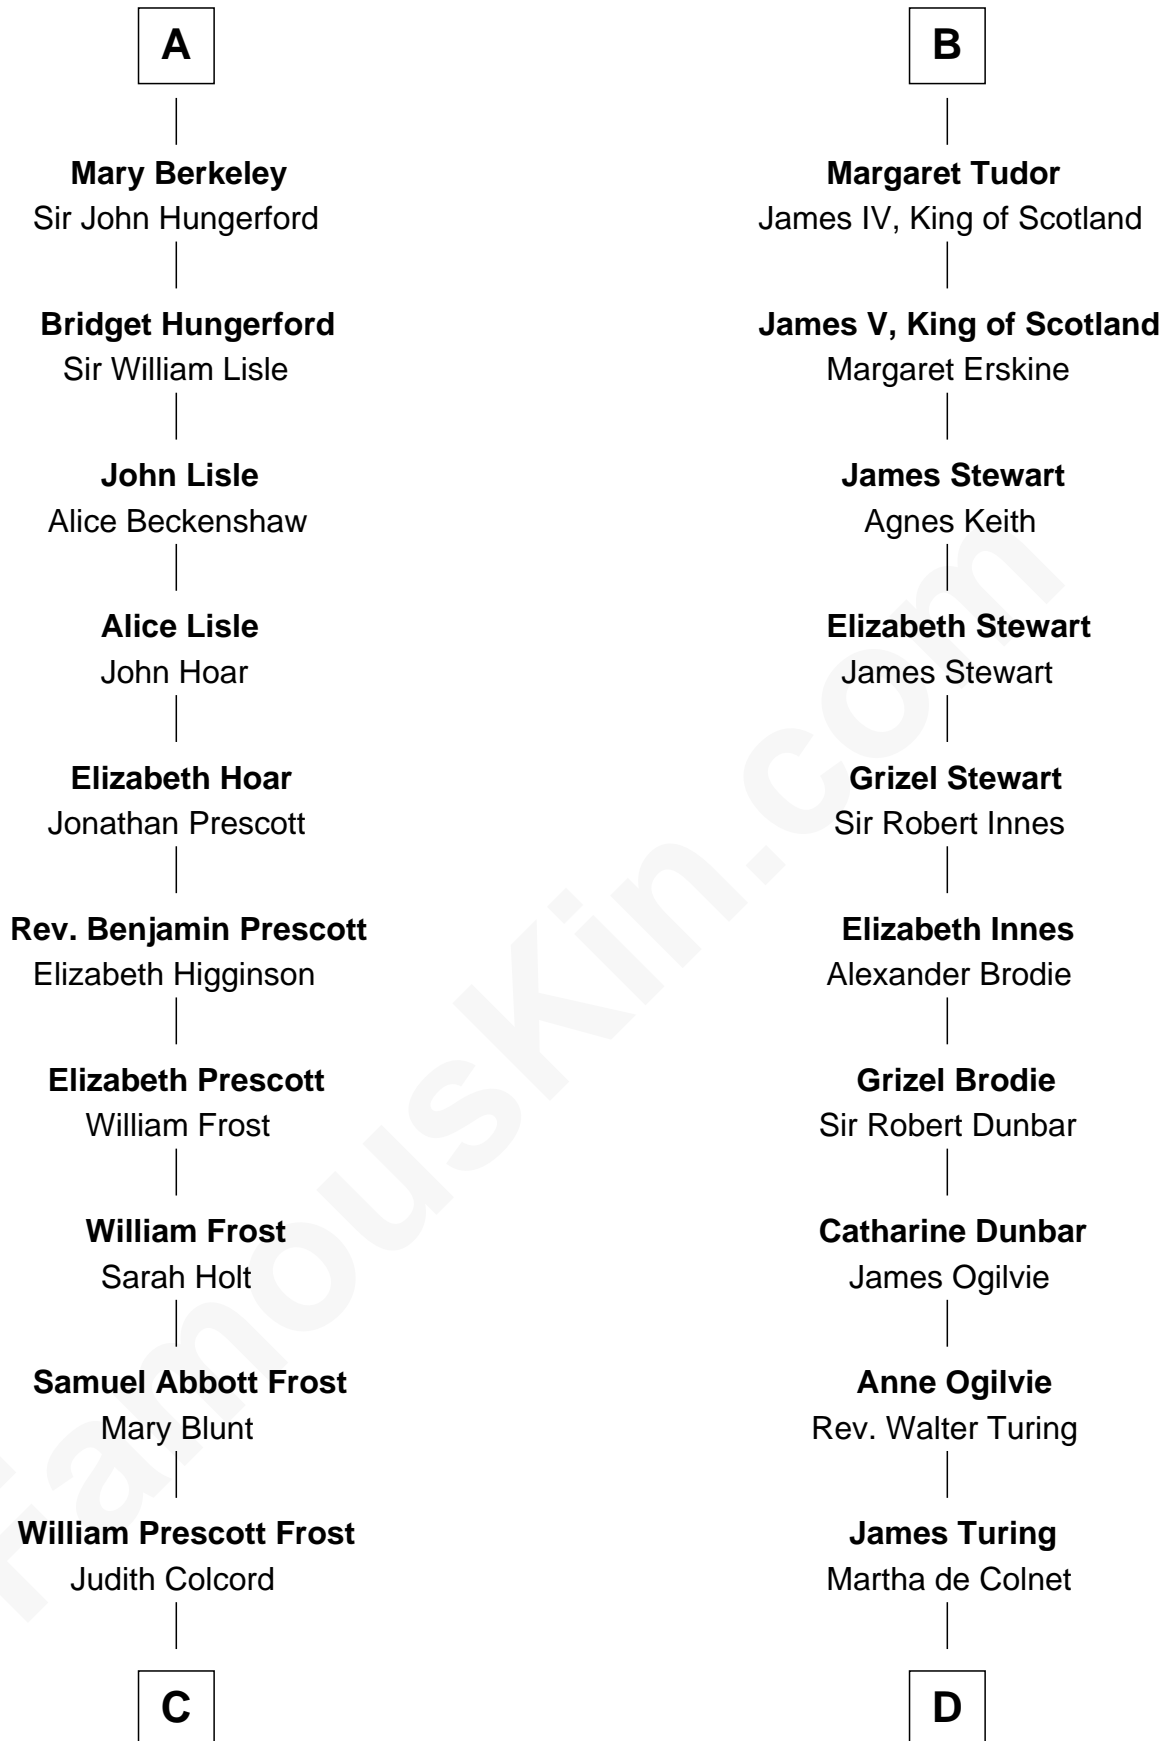 A
Mary Berkeley
Sir John Hungerford
Bridget Hungerford
Sir William Lisle
John Lisle
Alice Beckenshaw
Alice Lisle
John Hoar
Elizabeth Hoar
Jonathan Prescott
Rev. Benjamin Prescott
Elizabeth Higginson
Elizabeth Prescott
William Frost
William Frost
Sarah Holt
Samuel Abbott Frost
Mary Blunt
William Prescott Frost
Judith Colcord
C
B
Margaret Tudor
James IV, King of Scotland
James V, King of Scotland
Margaret Erskine
James Stewart
Agnes Keith
Elizabeth Stewart
James Stewart
Grizel Stewart
Sir Robert Innes
Elizabeth Innes
Alexander Brodie
Grizel Brodie
Sir Robert Dunbar
Catharine Dunbar
James Ogilvie
Anne Ogilvie
Rev. Walter Turing
James Turing
Martha de Colnet
D
FamousKin.com